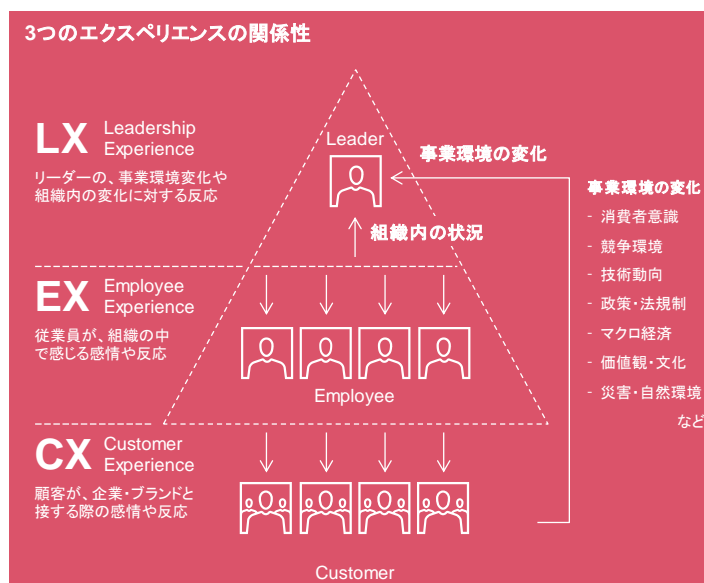 3つのエクスペリエンスの関係性
LX Leadership Experience
リーダーの、事業環境変化や
組織内の変化に対する反応
Leader
事業環境の変化
組織内の状況
EX Employee Experience
従業員が、組織の中
で感じる感情や反応
Employee
CX Customer Experience
顧客が、企業・ブランドと
接する際の感情や反応
Customer
事業環境の変化
- 消費者意識
- 競争環境
- 技術動向
- 政策・法規制
- マクロ経済
- 価値観・文化
- 災害・自然環境
など